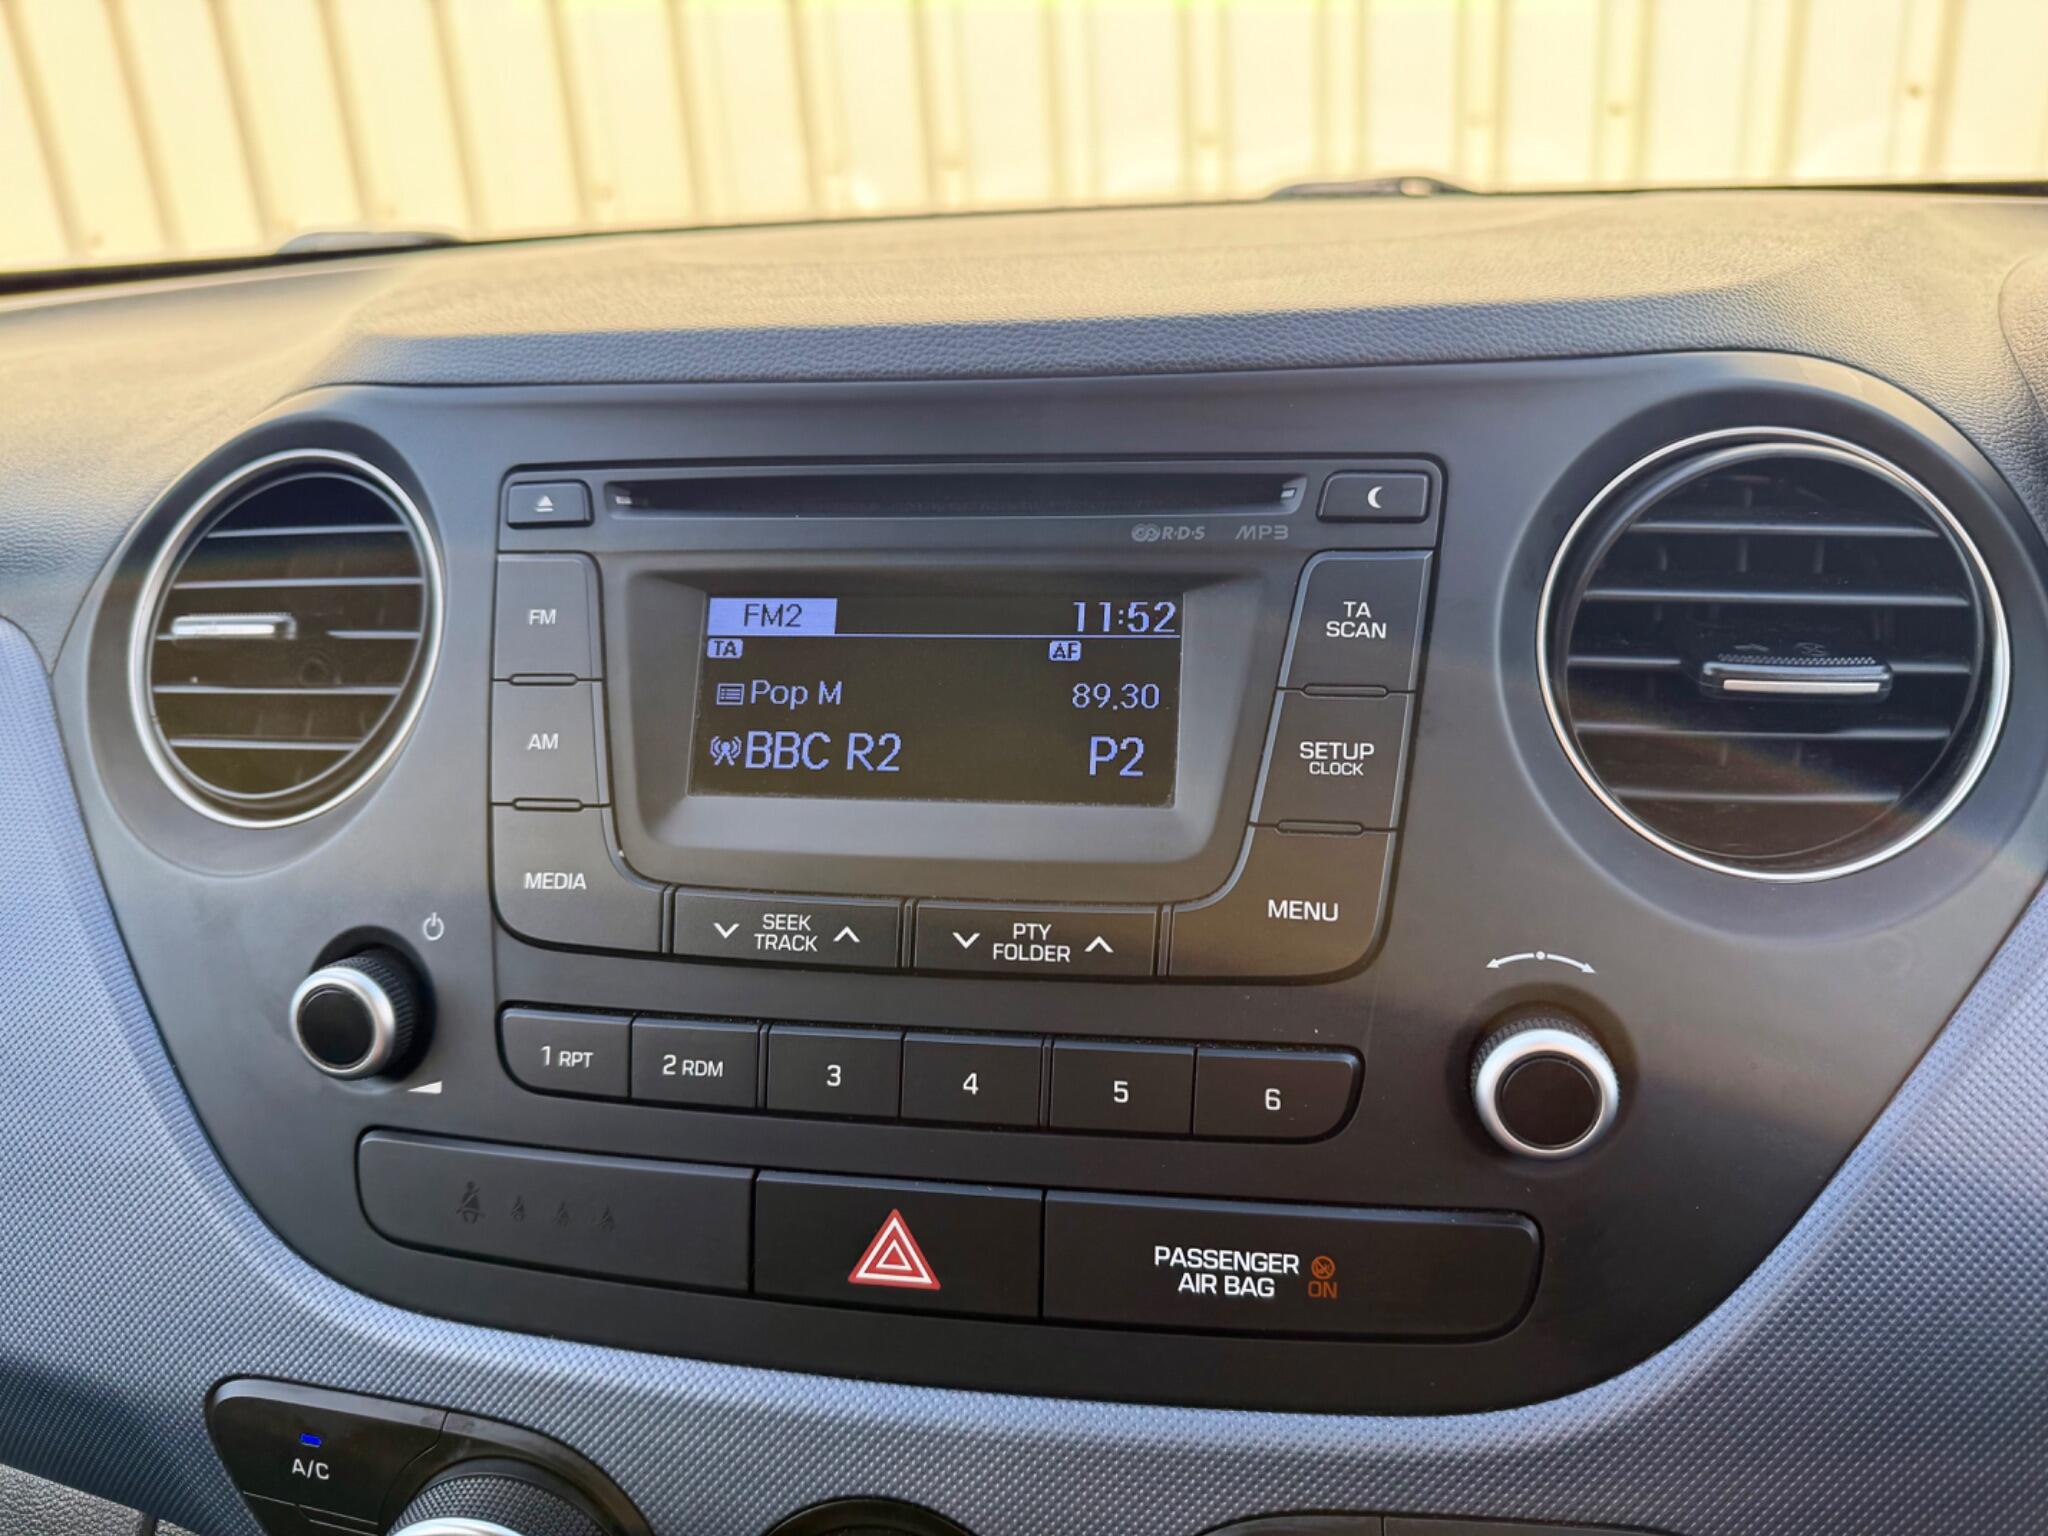 R·D·S MP3
FM
AM
MEDIA
FM2 11:52
TA AF
Pop M 89.30
BBC R2 P2
TA
SCAN
SETUP
CLOCK
MENU
SEEK
TRACK
PTY
FOLDER
1 RPT
2 RDM
3
4
5
6
PASSENGER
AIR BAG
ON
A/C